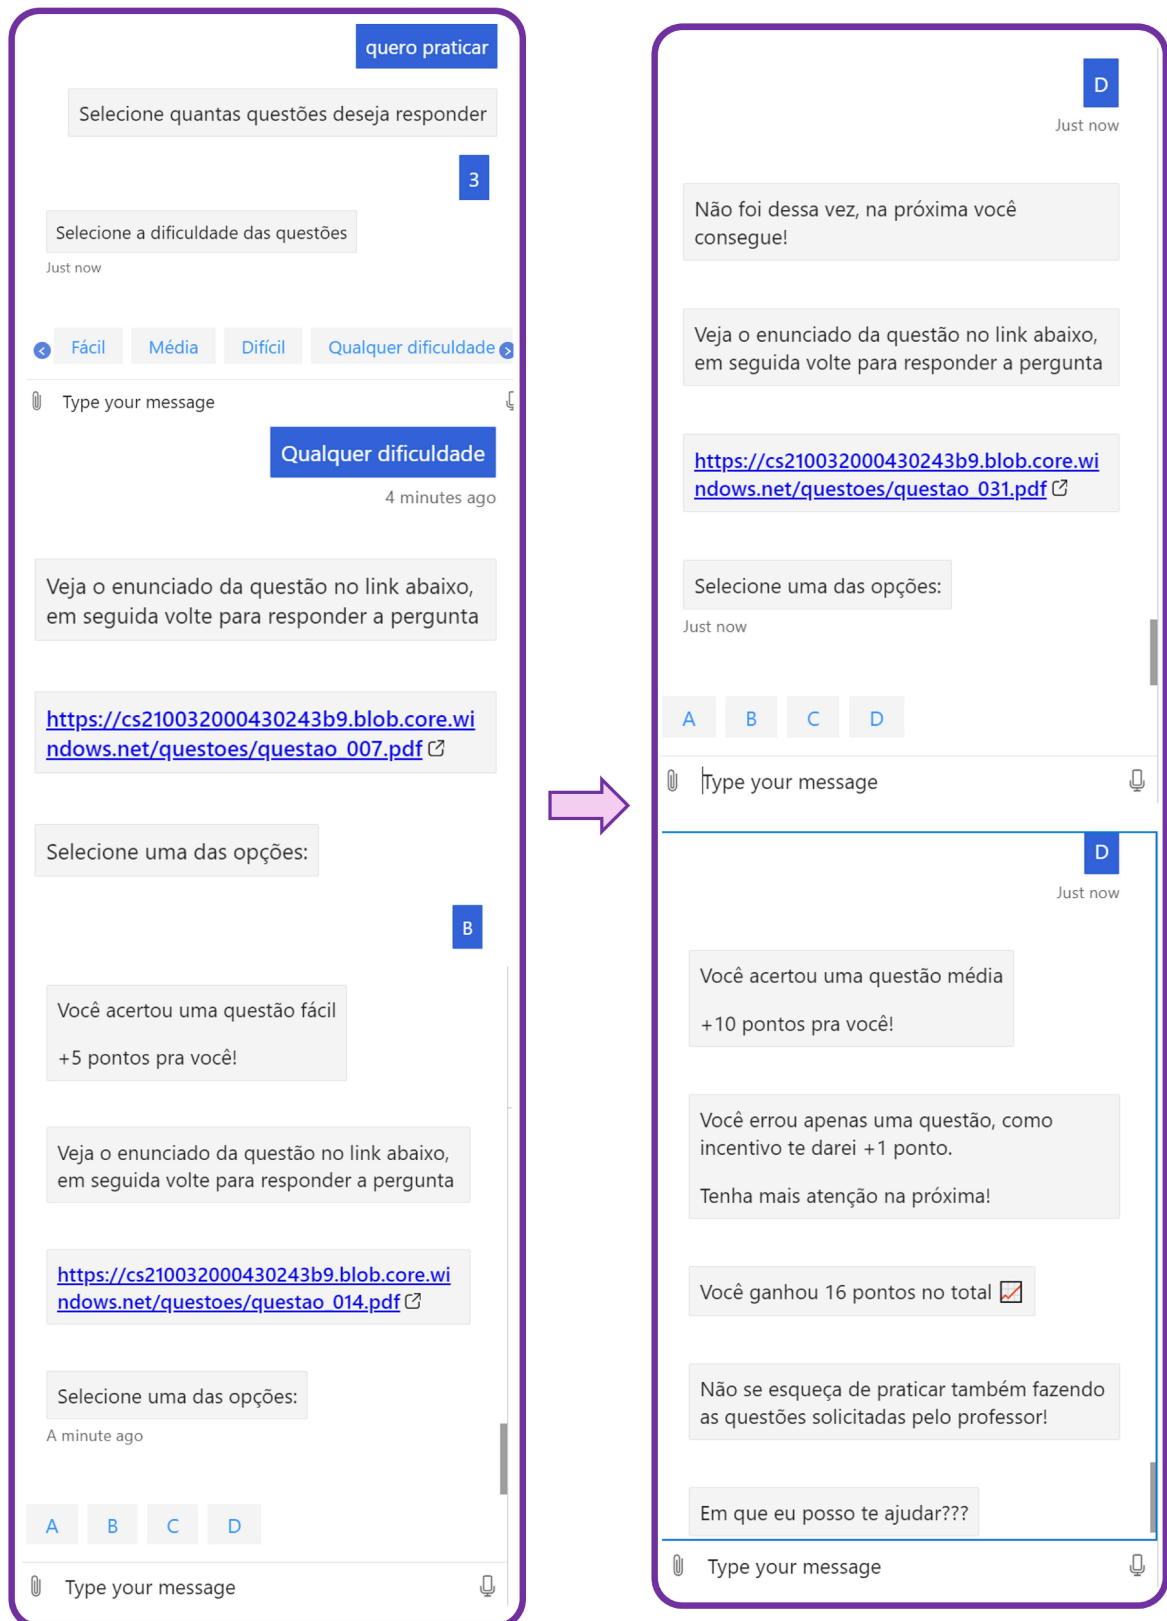 quero praticar
Selecione quantas questões deseja responder
3
Selecione a dificuldade das questões
Just now
Fácil Média Difícil Qualquer dificuldade
Type your message
Qualquer dificuldade
4 minutes ago
Veja o enunciado da questão no link abaixo,
em seguida volte para responder a pergunta
https://cs210032000430243b9.blob.core.wi
ndows.net/questoes/questao_007.pdf
Selecione uma das opções:
B
Você acertou uma questão fácil
+5 pontos pra você!
Veja o enunciado da questão no link abaixo,
em seguida volte para responder a pergunta
https://cs210032000430243b9.blob.core.wi
ndows.net/questoes/questao_014.pdf
Selecione uma das opções:
A minute ago
A B C D
Type your message
D
Just now
Não foi dessa vez, na próxima você
consegue!
Veja o enunciado da questão no link abaixo,
em seguida volte para responder a pergunta
https://cs210032000430243b9.blob.core.wi
ndows.net/questoes/questao_031.pdf
Selecione uma das opções:
Just now
A B C D
Type your message
D
Just now
Você acertou uma questão média
+10 pontos pra você!
Você errou apenas uma questão, como
incentivo te darei +1 ponto.
Tenha mais atenção na próxima!
Você ganhou 16 pontos no total
Não se esqueça de praticar também fazendo
as questões solicitadas pelo professor!
Em que eu posso te ajudar???
Type your message